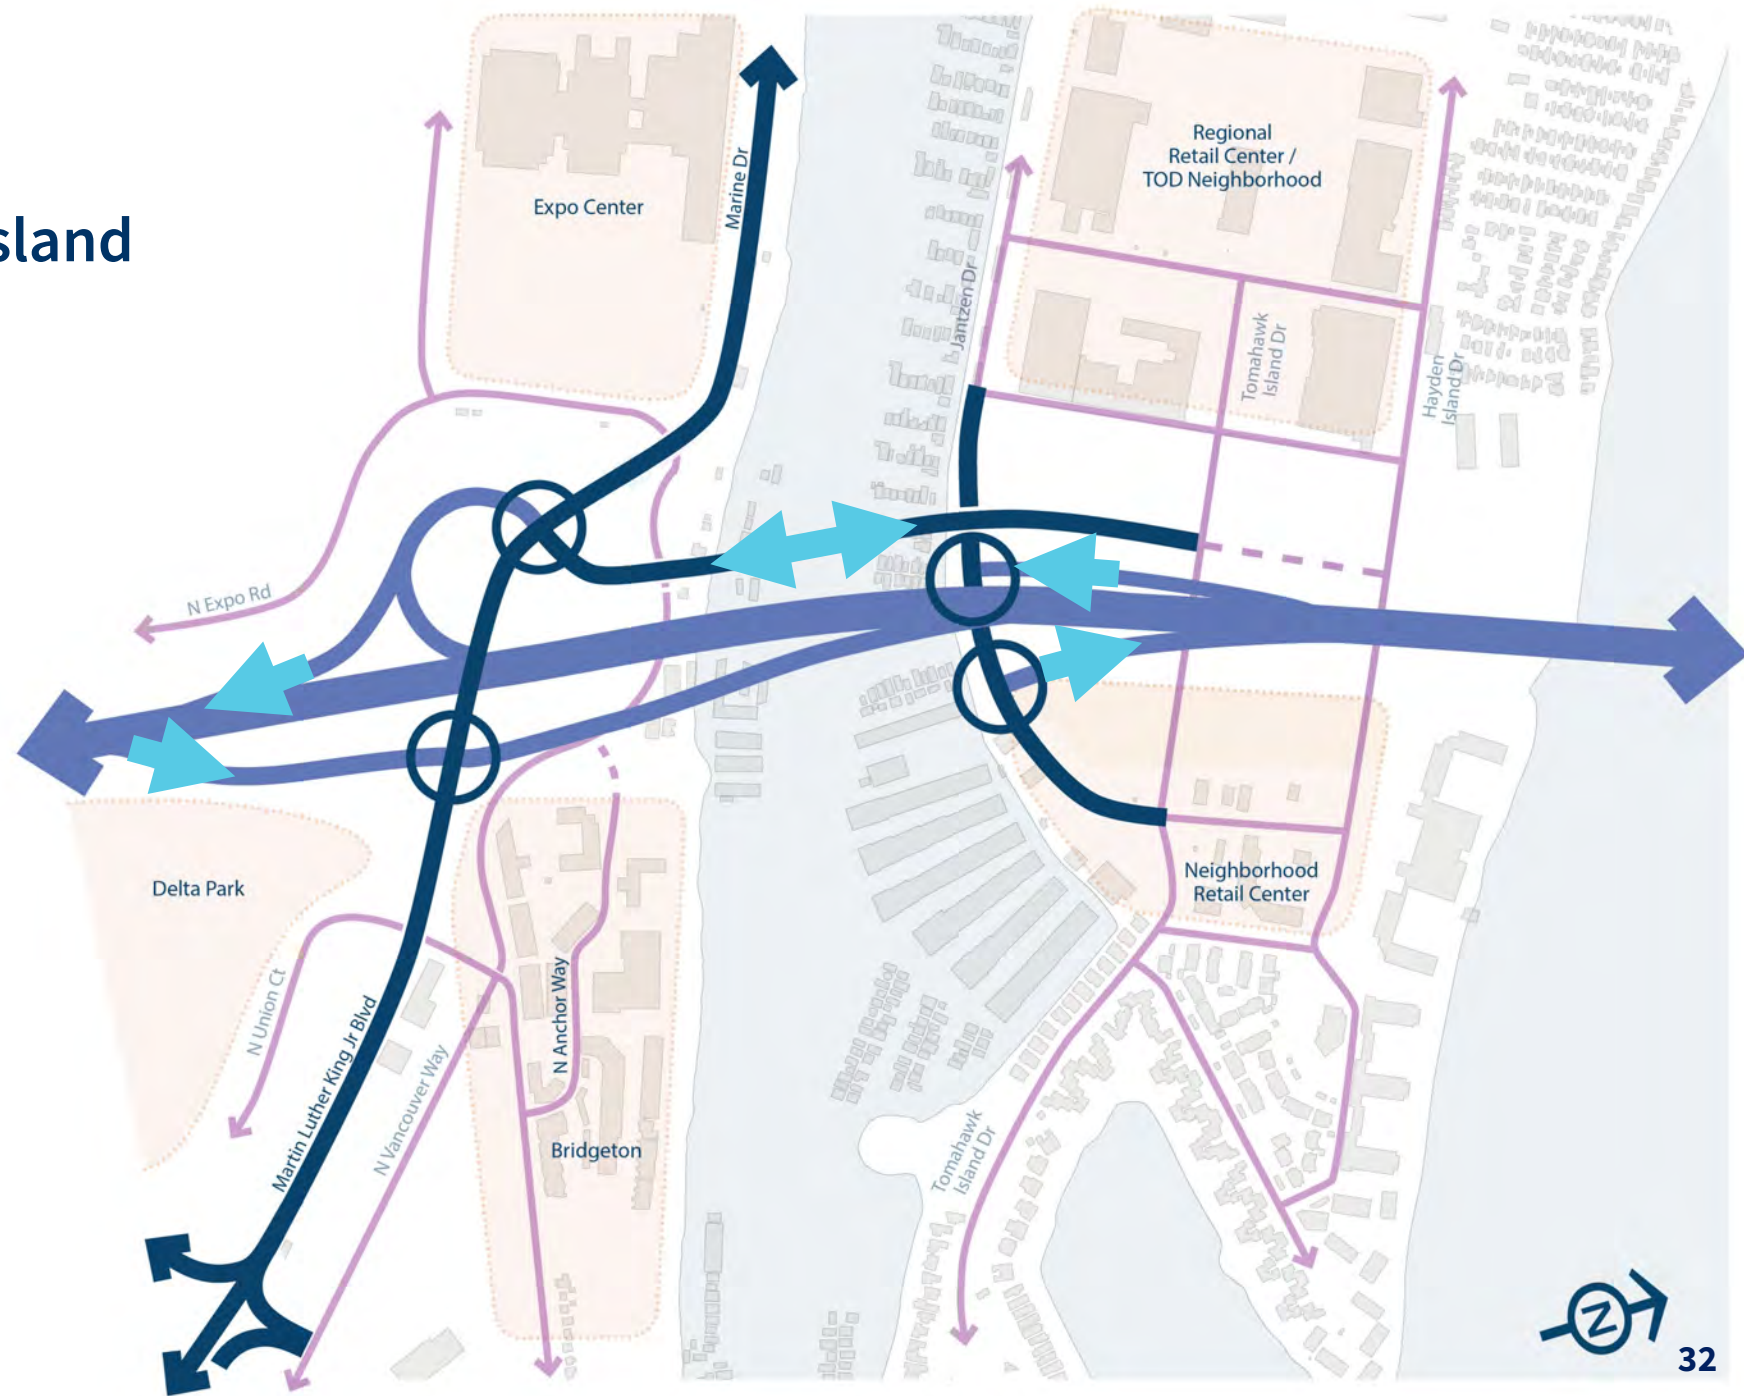 sland
Expo Center
Marine Dr
Regional
Retail Center /
TOD Neighborhood
Jantzen Dr
Tomahawk
Island Dr
Hayden
Island Dr
N Expo Rd
Delta Park
N Union Ct
Martin Luther King Jr Blvd
N Vancouver Way
N Anchor Way
Bridgeton
Neighborhood
Retail Center
Tomahawk
Island Dr
N
32